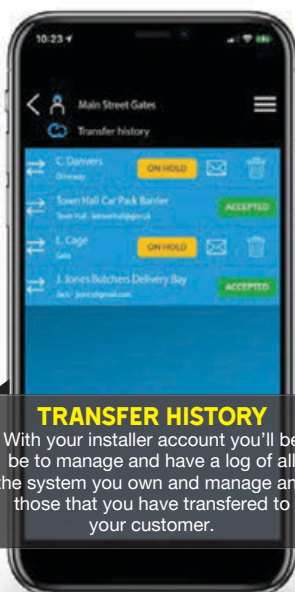 10:23
Main Street Gates
Transfer history
C. Danvers
ON HOLD
Driveway
Town Hall Car Park Barrier
ACCEPTED
L. Cage
ON HOLD
Gate
J. Jones Butchers Delivery Bay
ACCEPTED
TRANSFER HISTORY
With your installer account you'll be
be to manage and have a log of all
the system you own and manage an
those that you have transfered to
your customer.